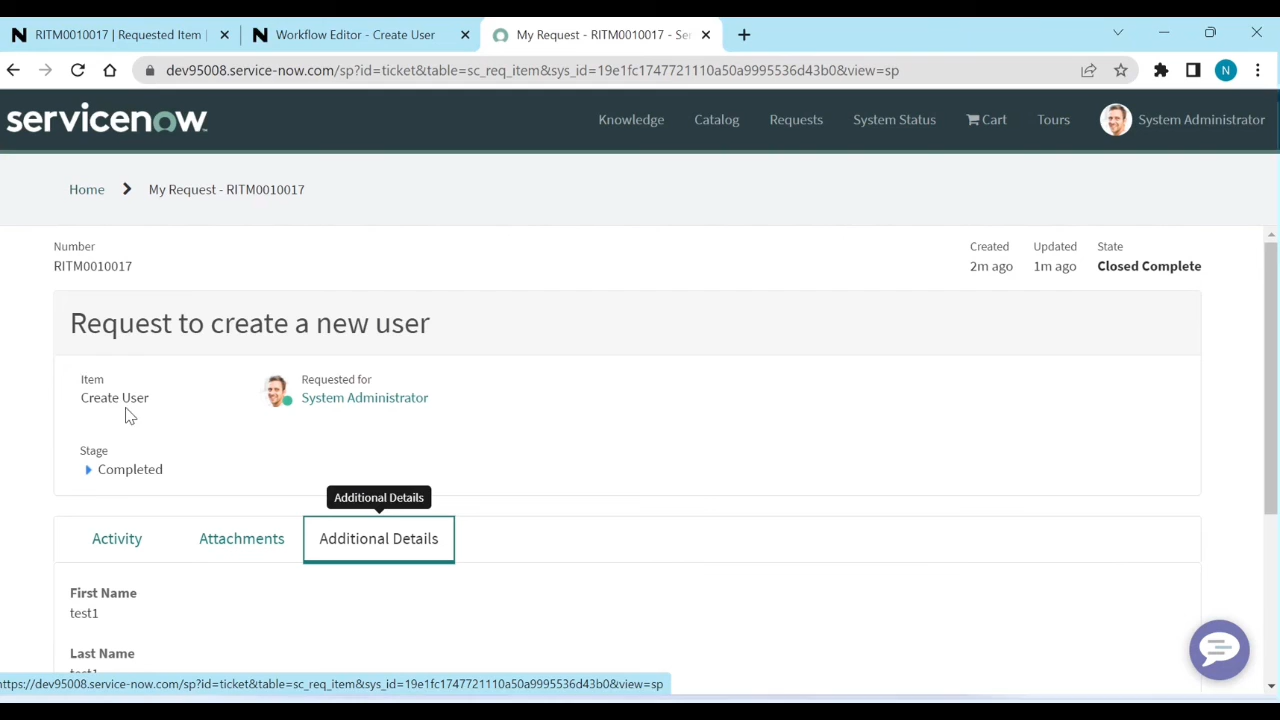 RITM0010017 | Requested Item |
Workflow Editor - Create User
My Request - RITM0010017 - Ser
dev95008.service-now.com/sp?id=ticket&table=sc_req_item&sys_id=19e1fc1747721110a50a9995536d43b0&view=sp
N
servicenow
Knowledge
Catalog
Requests
System Status
Cart
Tours
System Administrator
Home
My Request - RITM0010017
Number
RITM0010017
Created
2m ago
Updated
1m ago
State
Closed Complete
Request to create a new user
Item
Create User
Requested for
System Administrator
Stage
Completed
Additional Details
Activity
Attachments
Additional Details
First Name
test1
Last Name
test1
https://dev95008.service-now.com/sp?id=ticket&table=sc_req_item&sys_id=19e1fc1747721110a50a9995536d43b0&view=sp